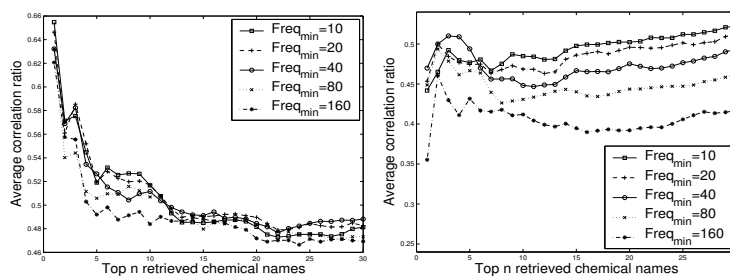 0.66
0.64
0.62
0.6
0.58
0.56
0.54
0.52
0.5
0.48
0.46
0
5
10
15
20
25
30
Average correlation ratio
Top n retrieved chemical names
Freq_min=10
Freq_min=20
Freq_min=40
Freq_min=80
Freq_min=160
0.5
0.45
0.4
0.35
0.3
0.25
0
5
10
15
20
25
Average correlation ratio
Top n retrieved chemical names
Freq_min=10
Freq_min=20
Freq_min=40
Freq_min=80
Freq_min=160